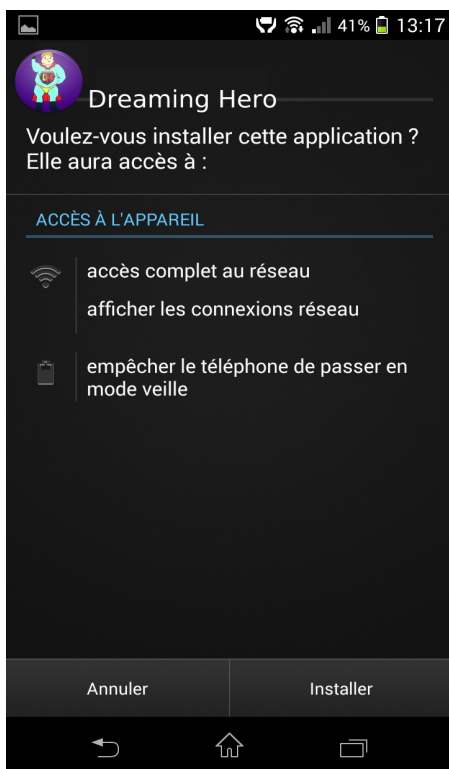 41% 13:17
Dreaming Hero
Voulez-vous installer cette application ?
Elle aura accès à :
ACCÈS À L'APPAREIL
accès complet au réseau
afficher les connexions réseau
empêcher le téléphone de passer en
mode veille
Annuler Installer